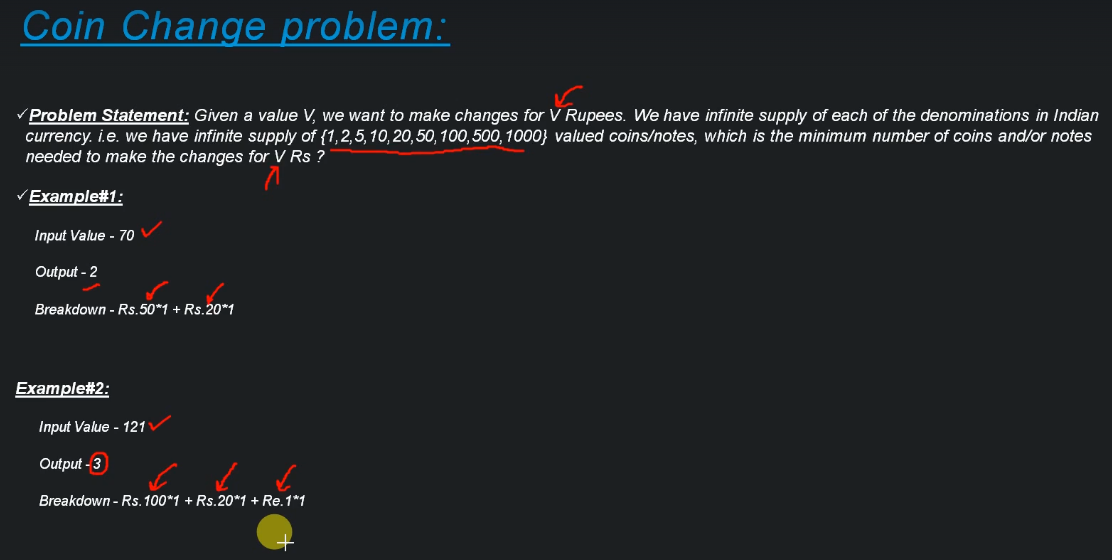 Coin Change problem:
✓Problem Statement: Given a value V, we want to make changes for V Rupees. We have infinite supply of each of the denominations in Indian
currency. i.e. we have infinite supply of {1,2,5,10,20,50,100,500,1000} valued coins/notes, which is the minimum number of coins and/or notes
needed to make the changes for V Rs ?
✓Example#1:
Input Value - 70
Output - 2
Breakdown - Rs.50*1 + Rs.20*1
Example#2:
Input Value - 121
Output - 3
Breakdown - Rs.100*1 + Rs.20*1 + Re.1*1